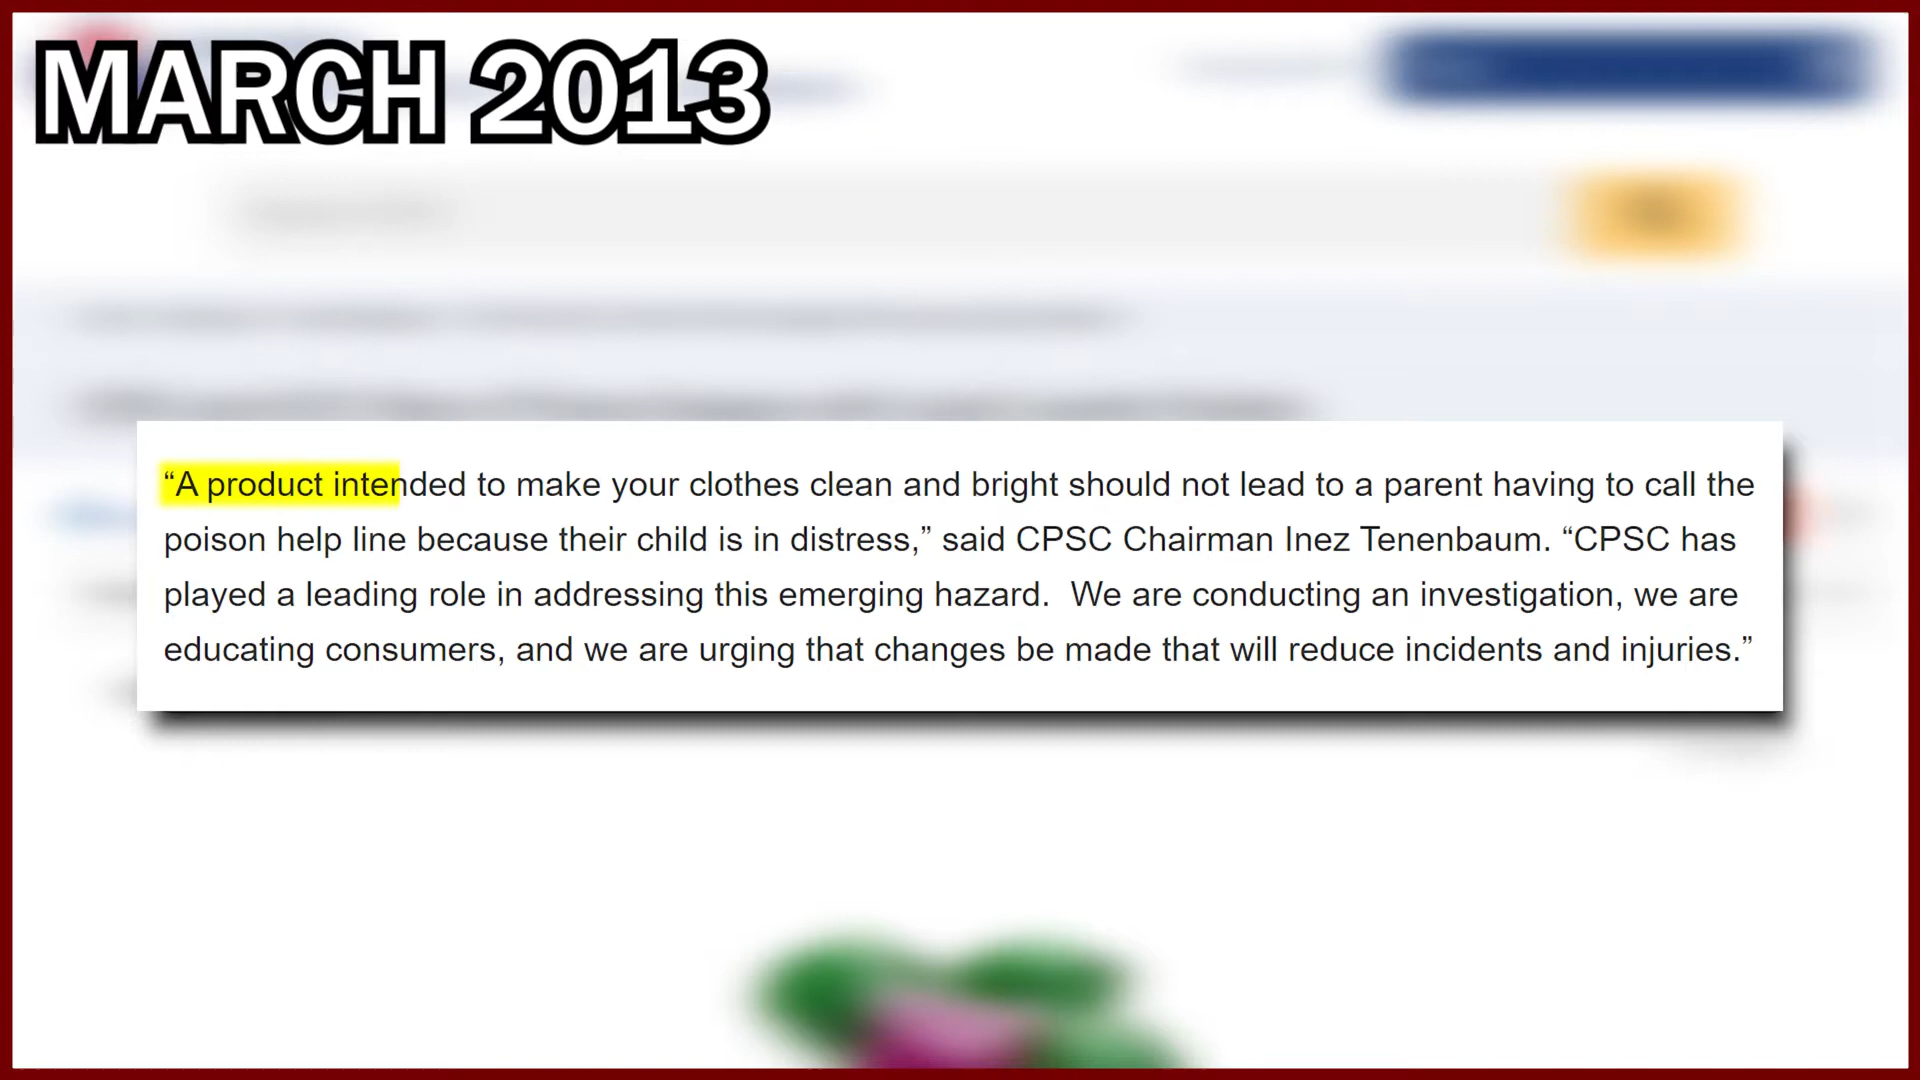 MARCH 2013
“A product intended to make your clothes clean and bright should not lead to a parent having to call the
poison help line because their child is in distress,” said CPSC Chairman Inez Tenenbaum. “CPSC has
played a leading role in addressing this emerging hazard.  We are conducting an investigation, we are
educating consumers, and we are urging that changes be made that will reduce incidents and injuries.”